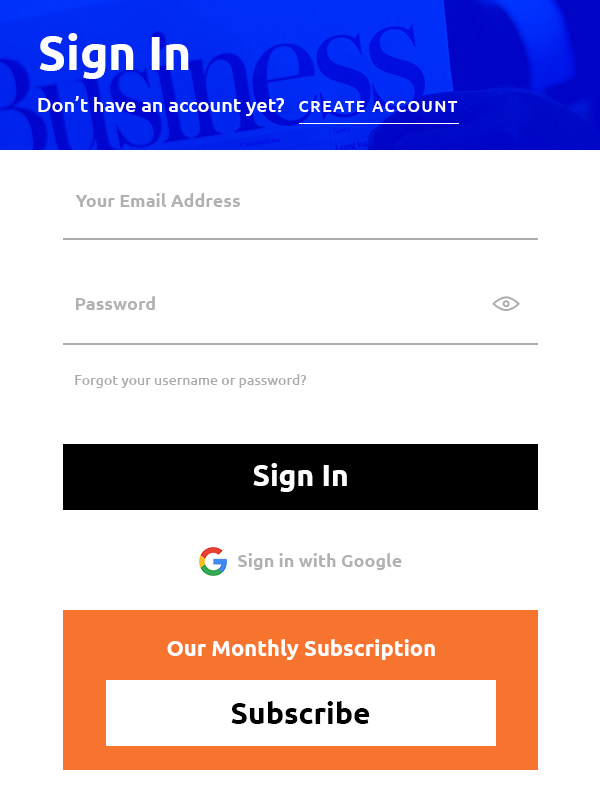 Sign In
Business
Don’t have an account yet? CREATE ACCOUNT
Your Email Address
Password
Forgot your username or password?
Sign In
Sign in with Google
Our Monthly Subscription
Subscribe